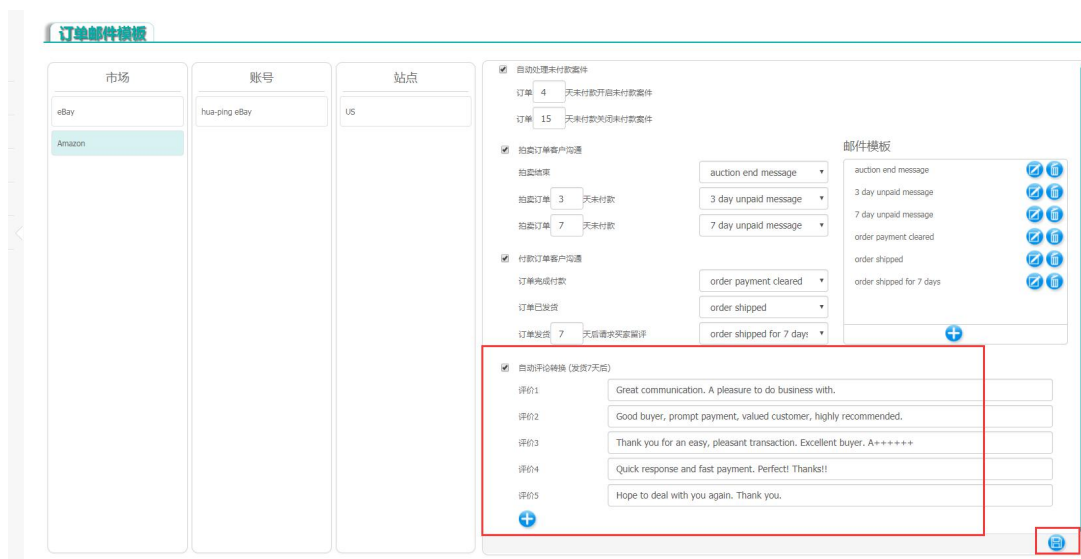 订单邮件模板
市场
账号
站点
eBay
hua-ping eBay
US
Amazon
自动处理未付款案件
订单 4 天未付款开启未付款案件
订单 15 天未付款关闭未付款案件
拍卖订单客户沟通
拍卖结束 auction end message
拍卖订单 3 天未付款 3 day unpaid message
拍卖订单 7 天未付款 7 day unpaid message
付款订单客户沟通
订单完成付款 order payment cleared
订单已发货 order shipped
订单发货 7 天后请求买家留评 order shipped for 7 days
邮件模板
auction end message
3 day unpaid message
7 day unpaid message
order payment cleared
order shipped
order shipped for 7 days
自动评论转换 (发货7天后)
评价1 Great communication. A pleasure to do business with.
评价2 Good buyer, prompt payment, valued customer, highly recommended.
评价3 Thank you for an easy, pleasant transaction. Excellent buyer. A++++++
评价4 Quick response and fast payment. Perfect! Thanks!!
评价5 Hope to deal with you again. Thank you.